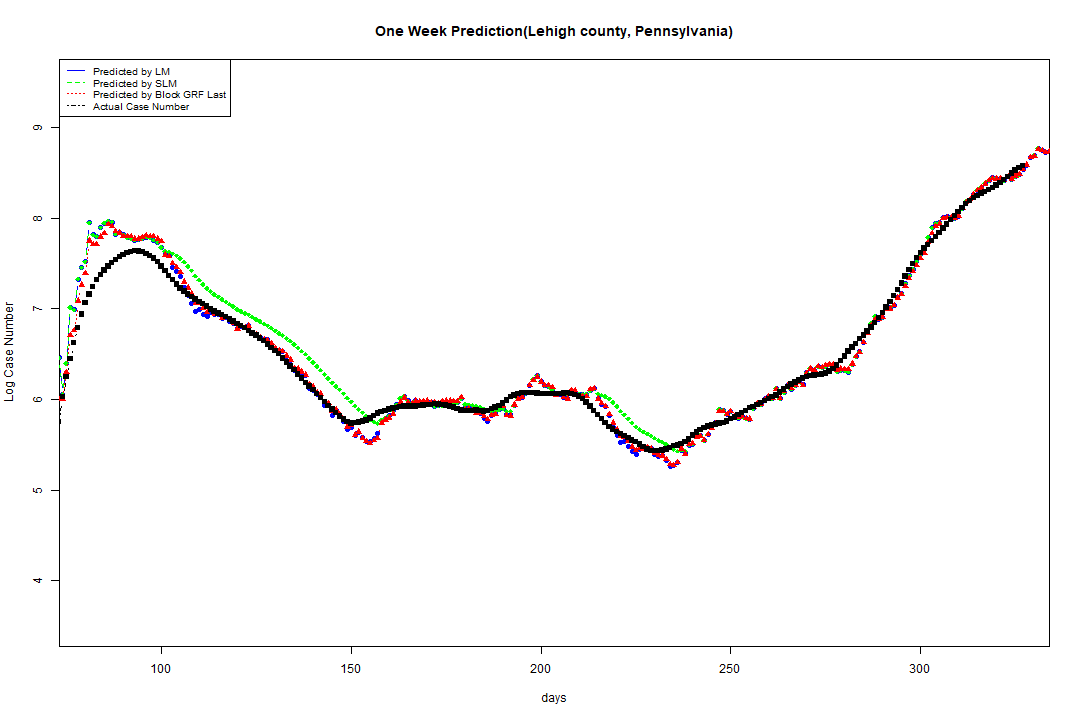 One Week Prediction(Lehigh county, Pennsylvania)
Predicted by LM
Predicted by SLM
Predicted by Block GRF Last
Actual Case Number
Log Case Number
9
8
7
6
5
4
100 150 200 250 300
days